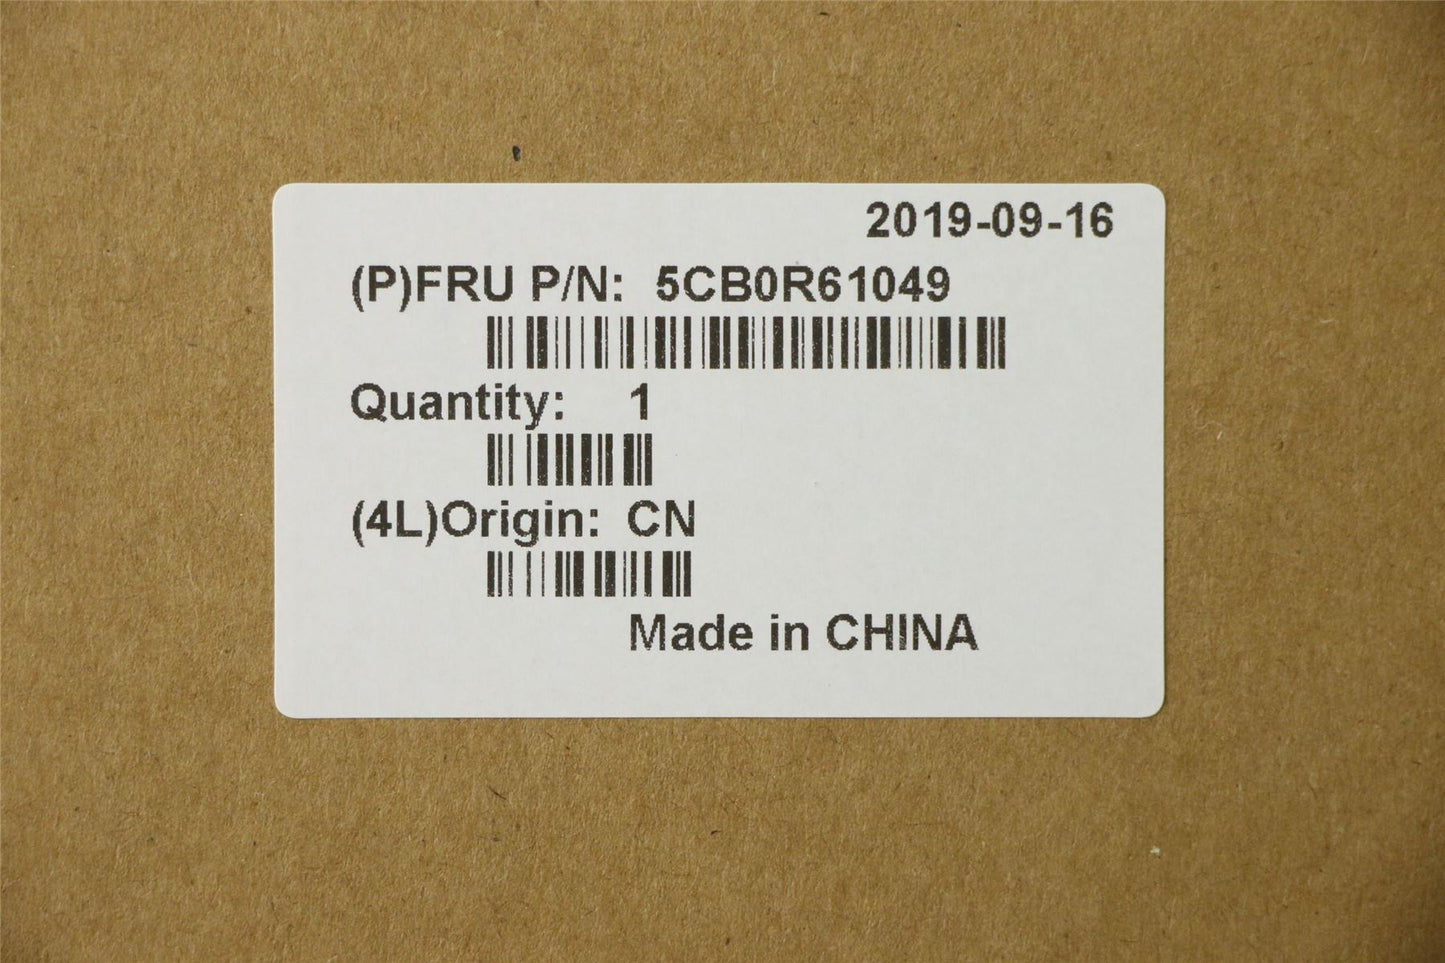 2019-09-16
(P)FRU P/N: 5CB0R61049
Quantity: 1
(4L)Origin: CN
Made in CHINA